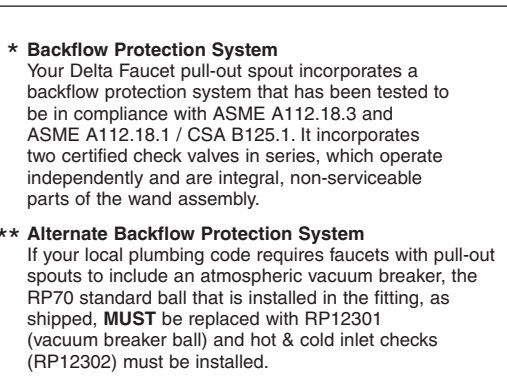 * Backflow Protection System
Your Delta Faucet pull-out spout incorporates a
backflow protection system that has been tested to
be in compliance with ASME A112.18.3 and
ASME A112.18.1 / CSA B125.1. It incorporates
two certified check valves in series, which operate
independently and are integral, non-serviceable
parts of the wand assembly.
** Alternate Backflow Protection System
If your local plumbing code requires faucets with pull-out
spouts to include an atmospheric vacuum breaker, the
RP70 standard ball that is installed in the fitting, as
shipped, MUST be replaced with RP12301
(vacuum breaker ball) and hot & cold inlet checks
(RP12302) must be installed.